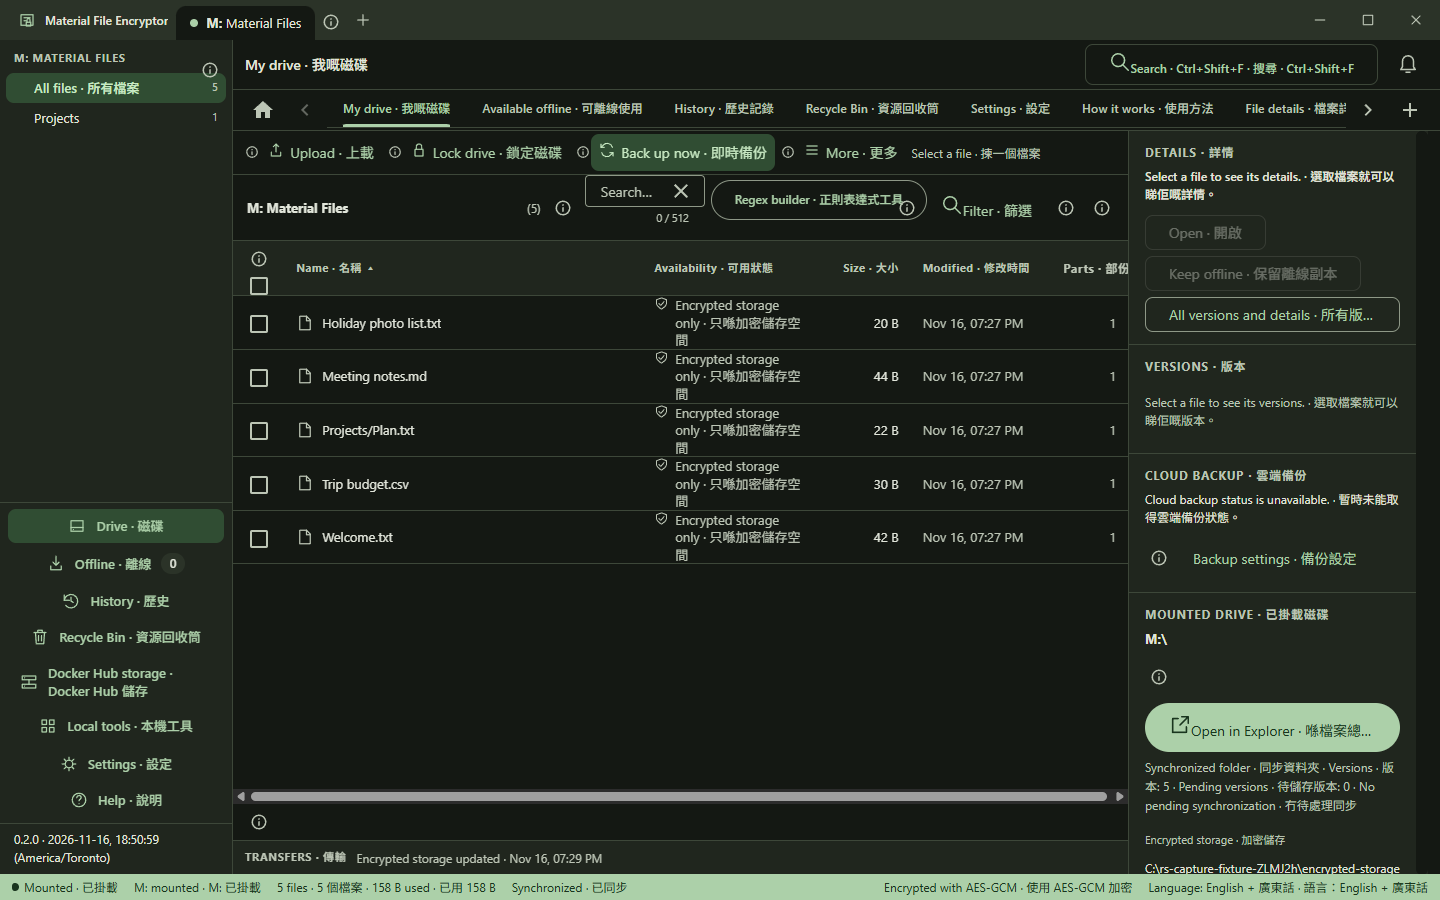 Material File Encryptor
M: Material Files
M: MATERIAL FILES
All files · 所有檔案
5
Projects
1
My drive · 我嘅磁碟
Search · Ctrl+Shift+F · 搜尋 · Ctrl+Shift+F
My drive · 我嘅磁碟
Available offline · 可離線使用
History · 歷史記錄
Recycle Bin · 資源回收筒
Settings · 設定
How it works · 使用方法
File details · 檔案
Upload · 上載
Lock drive · 鎖定磁碟
Back up now · 即時備份
More · 更多
Select a file · 揀一個檔案
M: Material Files
(5)
Search...
0 / 512
Regex builder · 正則表達式工具
Filter · 篩選
Name · 名稱
Availability · 可用狀態
Size · 大小
Modified · 修改時間
Parts · 部份
Holiday photo list.txt
Encrypted storage
only · 只喺加密儲存空
間
20 B
Nov 16, 07:27 PM
1
Meeting notes.md
Encrypted storage
only · 只喺加密儲存空
間
44 B
Nov 16, 07:27 PM
1
Projects/Plan.txt
Encrypted storage
only · 只喺加密儲存空
間
22 B
Nov 16, 07:27 PM
1
Trip budget.csv
Encrypted storage
only · 只喺加密儲存空
間
30 B
Nov 16, 07:27 PM
1
Welcome.txt
Encrypted storage
only · 只喺加密儲存空
間
42 B
Nov 16, 07:27 PM
1
DETAILS · 詳情
Select a file to see its details. · 選取檔案就可以
睇佢嘅詳情。
Open · 開啟
Keep offline · 保留離線副本
All versions and details · 所有版...
VERSIONS · 版本
Select a file to see its versions. · 選取檔案就可以
睇佢嘅版本。
CLOUD BACKUP · 雲端備份
Cloud backup status is unavailable. · 暫時未能取
得雲端備份狀態。
Backup settings · 備份設定
MOUNTED DRIVE · 已掛載磁碟
M:\
Open in Explorer · 喺檔案總...
Synchronized folder · 同步資料夾 · Versions · 版
本: 5 · Pending versions · 待儲存版本: 0 · No
pending synchronization · 冇待處理同步
Encrypted storage · 加密儲存
C:\rs-capture-fixture-ZLMJ2h\encrypted-storage
Drive · 磁碟
Offline · 離線
0
History · 歷史
Recycle Bin · 資源回收筒
Docker Hub storage ·
Docker Hub 儲存
Local tools · 本機工具
Settings · 設定
Help · 說明
0.2.0 · 2026-11-16, 18:50:59
(America/Toronto)
TRANSFERS · 傳輸
Encrypted storage updated · Nov 16, 07:29 PM
Mounted · 已掛載
M: mounted · M: 已掛載
5 files · 5 個檔案 · 158 B used · 已用 158 B
Synchronized · 已同步
Encrypted with AES-GCM · 使用 AES-GCM 加密
Language: English + 廣東話 · 語言：English + 廣東話